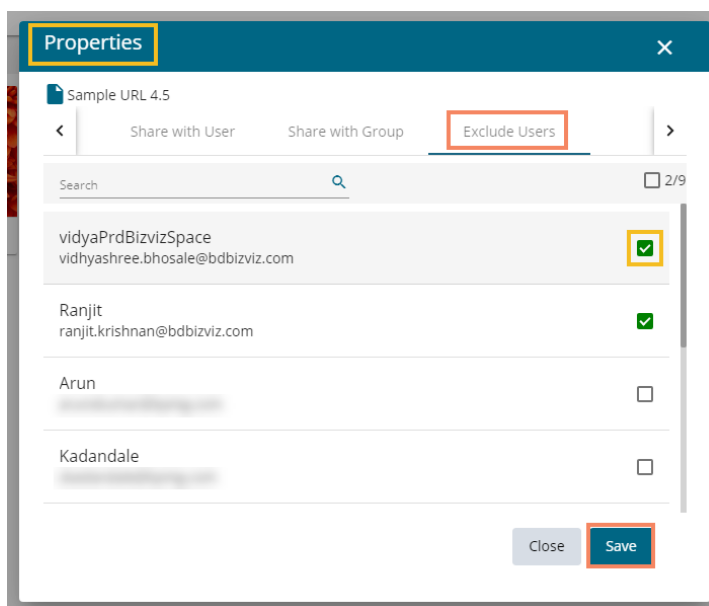 Properties
Sample URL 4.5
Share with User Share with Group Exclude Users
Search 2/9
vidyaPrdBizvizSpace
vidhyashree.bhosale@bdbizviz.com
Ranjit
ranjit.krishnan@bdbizviz.com
Arun
Kadandale
Close Save